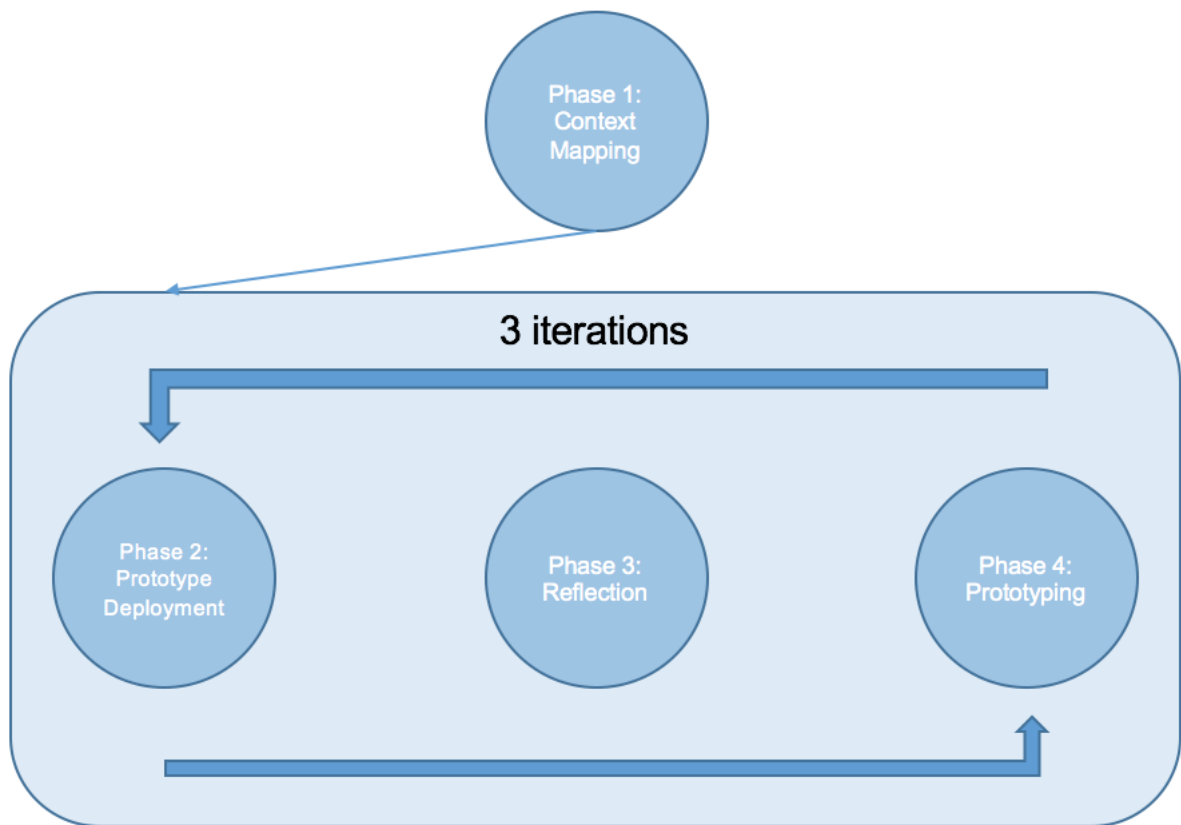 Phase 1:
Context
Mapping
3 iterations
Phase 2:
Prototype
Deployment
Phase 3:
Reflection
Phase 4:
Prototyping